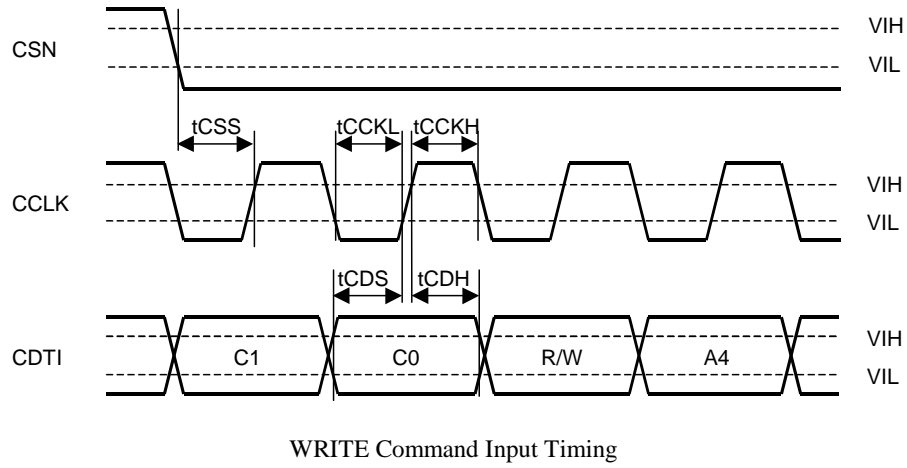 VIH
CSN
VIL
tCSS tCCKL tCCKH
VIH
CCLK
VIL
tCDS tCDH
VIH
CDTI C1 C0 R/W A4
VIL
WRITE Command Input Timing